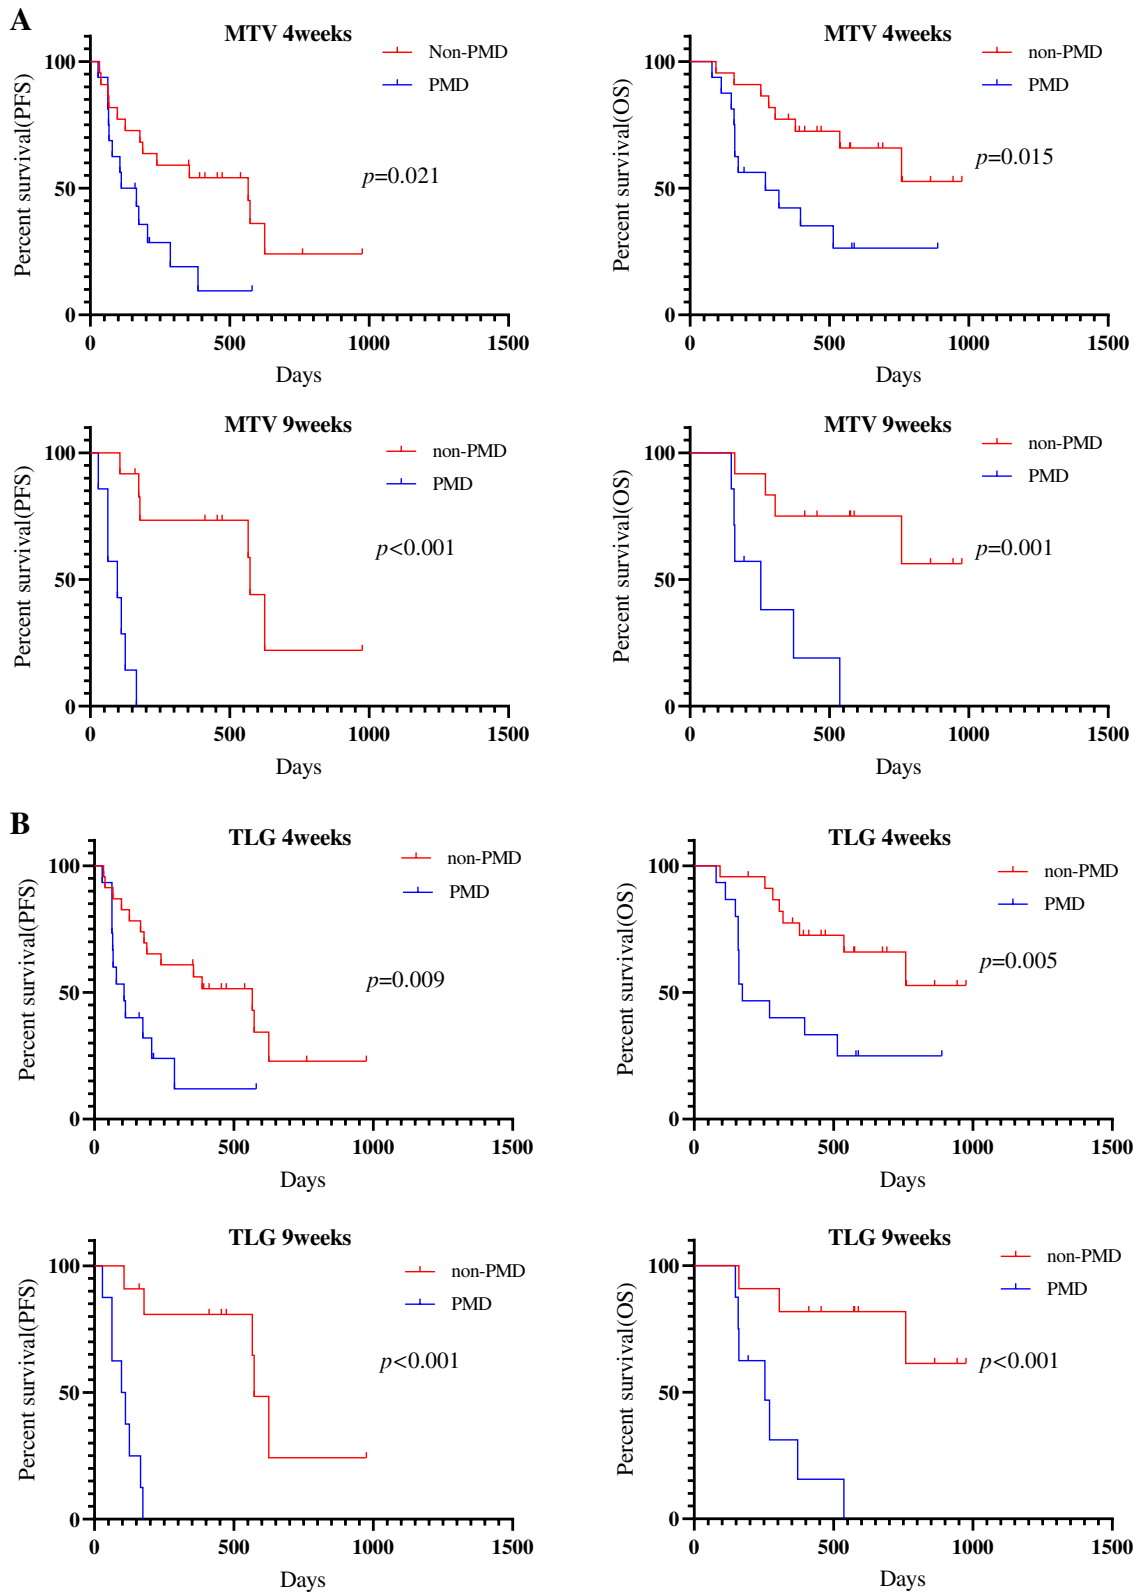 A
MTV 4weeks
Non-PMD
PMD
p=0.021
Percent survival(PFS)
100
50
0
0 500 1000 1500
Days
MTV 4weeks
non-PMD
PMD
p=0.015
Percent survival(OS)
100
50
0
0 500 1000 1500
Days
MTV 9weeks
non-PMD
PMD
p<0.001
Percent survival(PFS)
100
50
0
0 500 1000 1500
Days
MTV 9weeks
non-PMD
PMD
p=0.001
Percent survival(OS)
100
50
0
0 500 1000 1500
Days
B
TLG 4weeks
non-PMD
PMD
p=0.009
Percent survival(PFS)
100
50
0
0 500 1000 1500
Days
TLG 4weeks
non-PMD
PMD
p=0.005
Percent survival(OS)
100
50
0
0 500 1000 1500
Days
TLG 9weeks
non-PMD
PMD
p<0.001
Percent survival(PFS)
100
50
0
0 500 1000 1500
Days
TLG 9weeks
non-PMD
PMD
p<0.001
Percent survival(OS)
100
50
0
0 500 1000 1500
Days